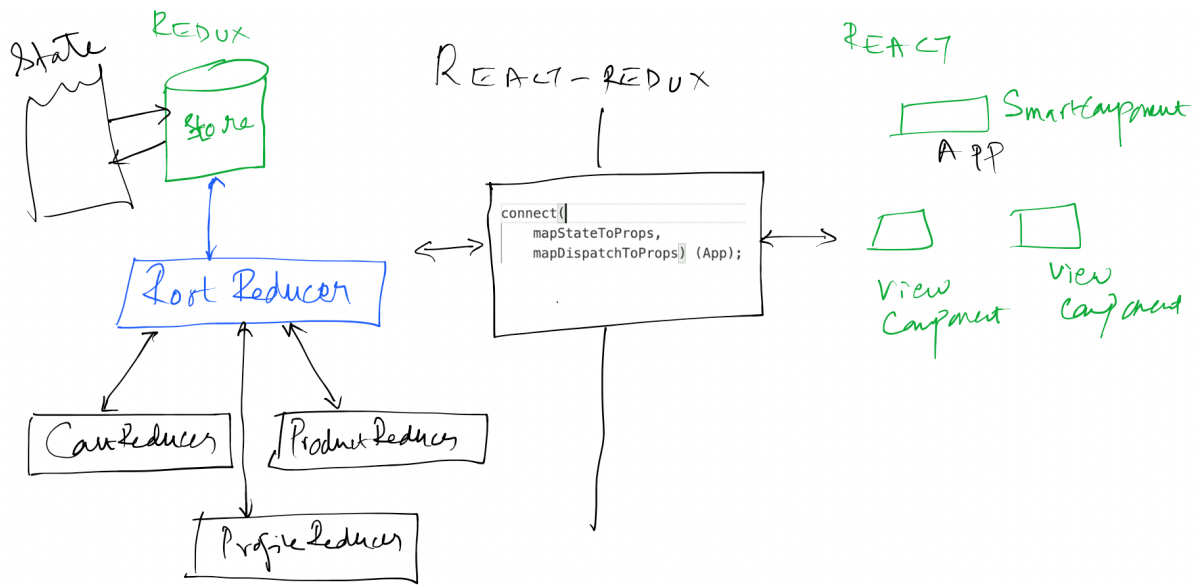 State
REDUX
Store
Root Reducer
CartReducer
ProductReducer
ProfileReducer
REACT-REDUX
connect(
mapStateToProps,
mapDispatchToProps) (App);
REACT
SmartComponent
APP
View
Component
View
Component